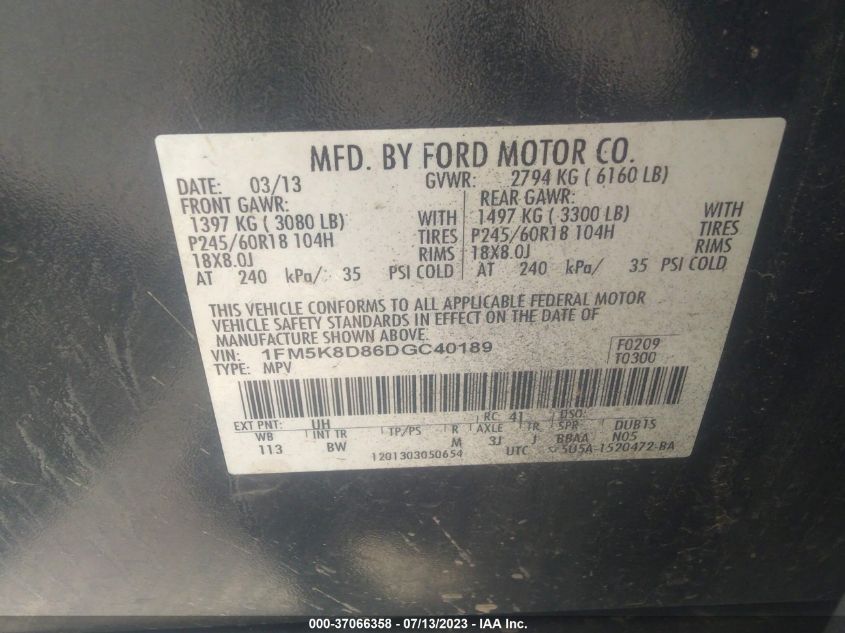 MFD. BY FORD MOTOR CO.
DATE: 03/13 GVWR: 2794 KG ( 6160 LB)
FRONT GAWR: REAR GAWR:
1397 KG ( 3080 LB) WITH 1497 KG ( 3300 LB) WITH
P245/60R18 104H TIRES P245/60R18 104H TIRES
18X8.0J RIMS 18X8.0J RIMS
AT 240 kPa/ 35 PSI COLD AT 240 kPa/ 35 PSI COLD
THIS VEHICLE CONFORMS TO ALL APPLICABLE FEDERAL MOTOR
VEHICLE SAFETY STANDARDS IN EFFECT ON THE DATE OF
MANUFACTURE SHOWN ABOVE.
VIN: 1FM5K8D86DGC40189 F0209
TYPE: MPV T0300
EXT PNT: UH RC: 41 DSO:
WB INT TR TP/PS R AXLE TR SPR DUB15
113 BW M 3J J BBAA N05
1201303050654 UTC 5U5A-1520472-BA
000-37066358 - 07/13/2023 - IAAI.com